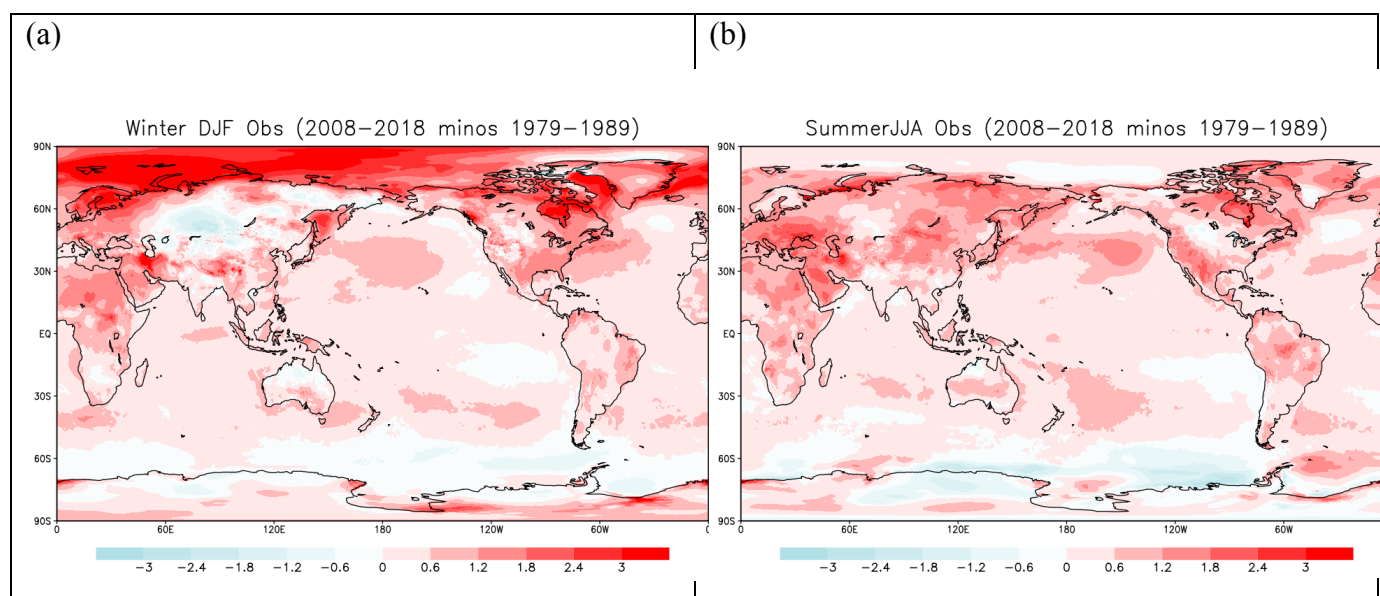 (a)
(b)
Winter DJF Obs (2008-2018 minos 1979-1989)
SummerJJA Obs (2008-2018 minos 1979-1989)
90N
60N
30N
EQ
30S
60S
90S
0 60E 120E 180 120W 60W 0
-3 -2.4 -1.8 -1.2 -0.6 0 0.6 1.2 1.8 2.4 3
90N
60N
30N
EQ
30S
60S
90S
0 60E 120E 180 120W 60W
-3 -2.4 -1.8 -1.2 -0.6 0 0.6 1.2 1.8 2.4 3